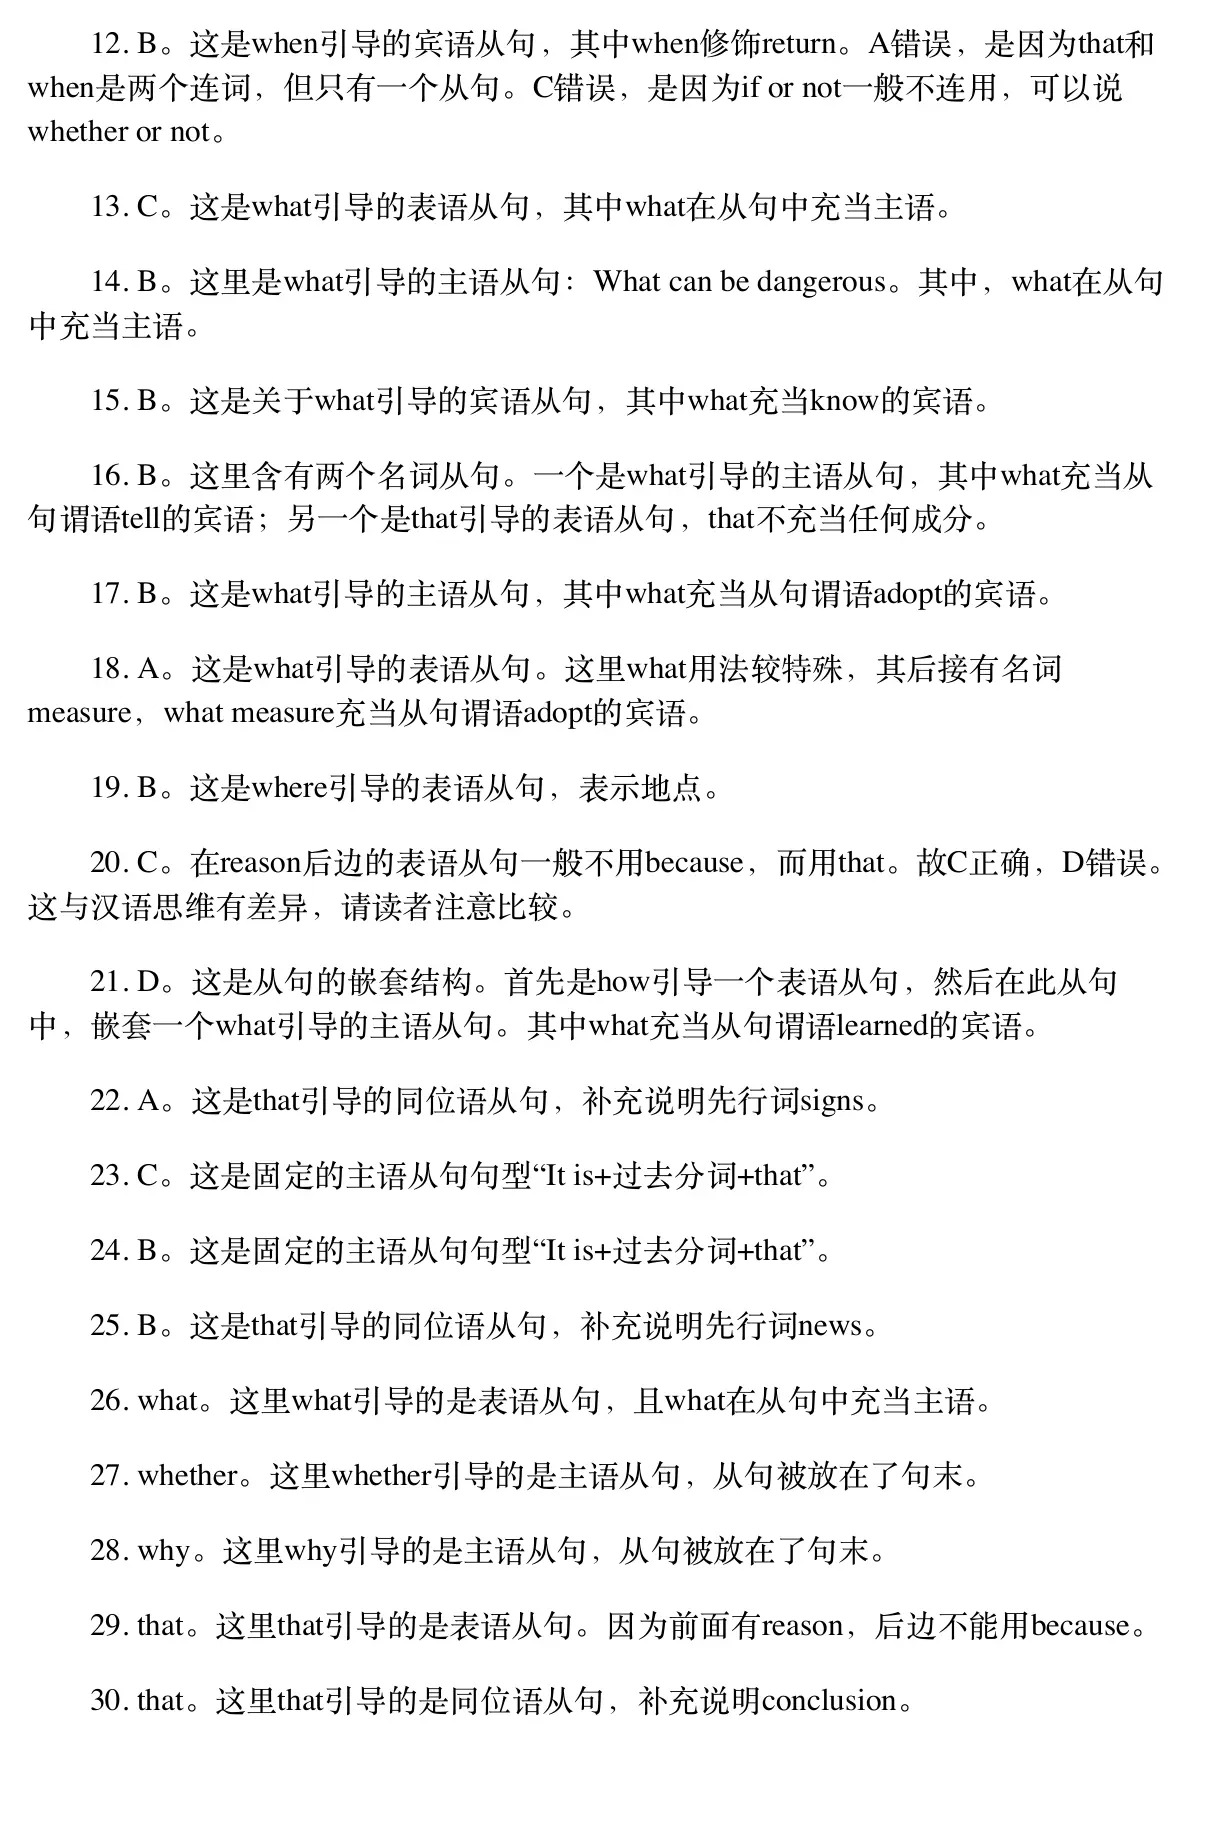 12. B。这是when引导的宾语从句，其中when修饰return。A错误，是因为that和
when是两个连词，但只有一个从句。C错误，是因为if or not一般不连用，可以说
whether or not。
13. C。这是what引导的表语从句，其中what在从句中充当主语。
14. B。这里是what引导的主语从句：What can be dangerous。其中，what在从句
中充当主语。
15. B。这是关于what引导的宾语从句，其中what充当know的宾语。
16. B。这里含有两个名词从句。一个是what引导的主语从句，其中what充当从
句谓语tell的宾语；另一个是that引导的表语从句，that不充当任何成分。
17. B。这是what引导的主语从句，其中what充当从句谓语adopt的宾语。
18. A。这是what引导的表语从句。这里what用法较特殊，其后接有名词
measure，what measure充当从句谓语adopt的宾语。
19. B。这是where引导的表语从句，表示地点。
20. C。在reason后边的表语从句一般不用because，而用that。故C正确，D错误。
这与汉语思维有差异，请读者注意比较。
21. D。这是从句的嵌套结构。首先是how引导一个表语从句，然后在此从句
中，嵌套一个what引导的主语从句。其中what充当从句谓语learned的宾语。
22. A。这是that引导的同位语从句，补充说明先行词signs。
23. C。这是固定的主语从句句型“It is+过去分词+that”。
24. B。这是固定的主语从句句型“It is+过去分词+that”。
25. B。这是that引导的同位语从句，补充说明先行词news。
26. what。这里what引导的是表语从句，且what在从句中充当主语。
27. whether。这里whether引导的是主语从句，从句被放在了句末。
28. why。这里why引导的是主语从句，从句被放在了句末。
29. that。这里that引导的是表语从句。因为前面有reason，后边不能用because。
30. that。这里that引导的是同位语从句，补充说明conclusion。